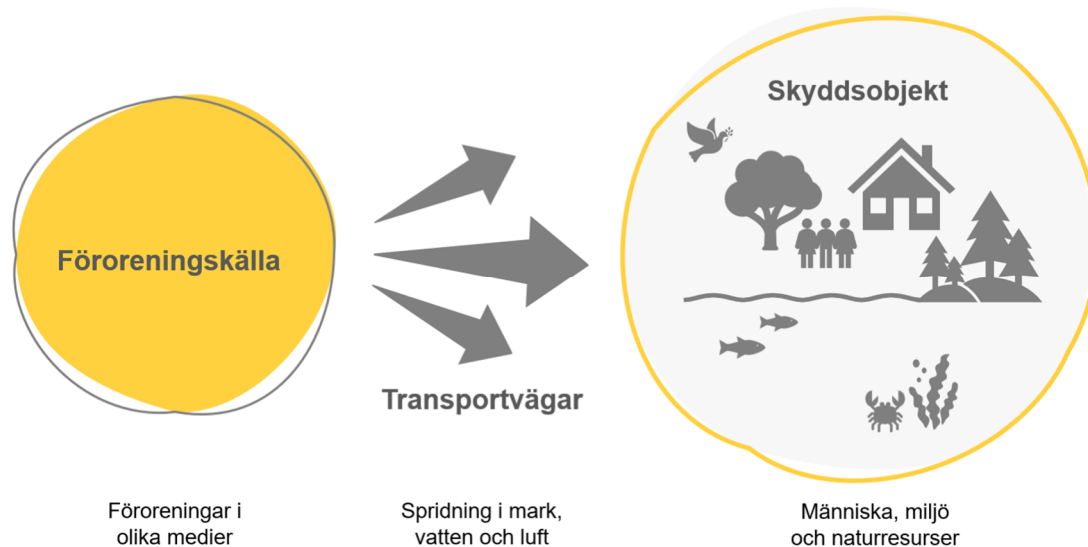 Föroreningskälla
Transportvägar
Skyddsobjekt
Föroreningar i
olika medier
Spridning i mark,
vatten och luft
Människa, miljö
och naturresurser